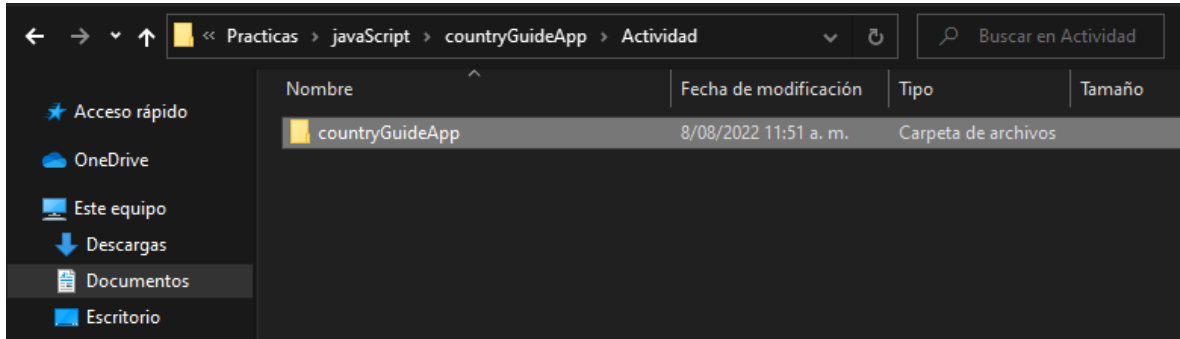 « Practicas › javaScript › countryGuideApp › Actividad
Buscar en Actividad
Nombre Fecha de modificación Tipo Tamaño
Acceso rápido
countryGuideApp 8/08/2022 11:51 a. m. Carpeta de archivos
OneDrive
Este equipo
Descargas
Documentos
Escritorio